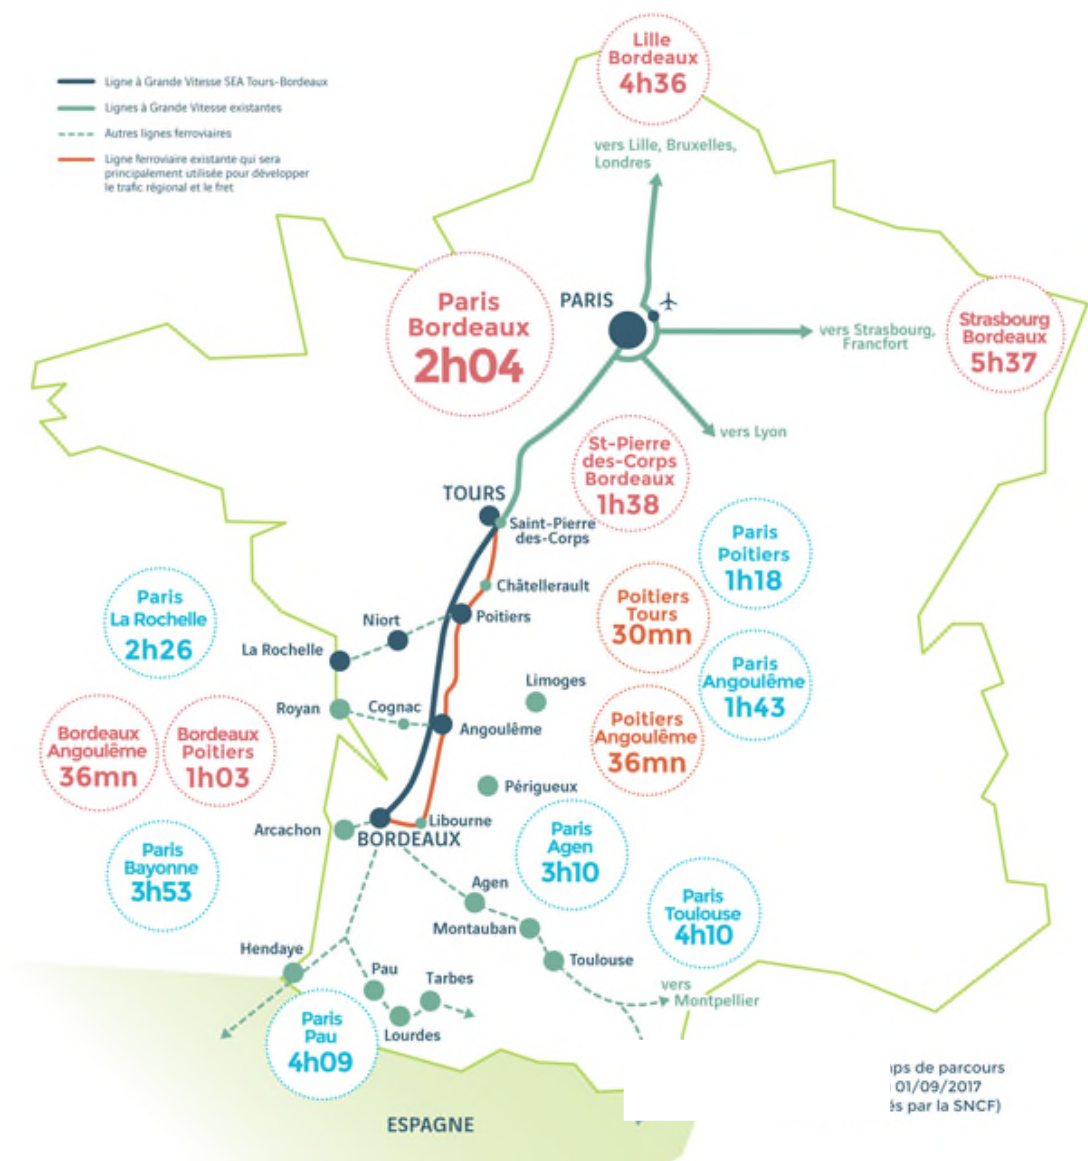 Lille
Bordeaux
4h36
Ligne à Grande Vitesse SEA Tours-Bordeaux
Lignes à Grande Vitesse existantes
Autres lignes ferroviaires
Ligne ferroviaire existante qui sera
principalement utilisée pour développer
le trafic régional et le fret
vers Lille, Bruxelles,
Londres
PARIS
Paris
Bordeaux
2h04
vers Strasbourg,
Francfort
Strasbourg
Bordeaux
5h37
vers Lyon
St-Pierre
des-Corps
Bordeaux
1h38
TOURS
Saint-Pierre
des-Corps
Paris
Poitiers
1h18
Châtellerault
Poitiers
Tours
30mn
Paris
La Rochelle
2h26
Niort
Poitiers
La Rochelle
Paris
Angoulême
1h43
Limoges
Royan
Cognac
Angoulême
Poitiers
Angoulême
36mn
Bordeaux
Angoulême
36mn
Bordeaux
Poitiers
1h03
Périgueux
Arcachon
Libourne
BORDEAUX
Paris
Agen
3h10
Paris
Bayonne
3h53
Agen
Montauban
Paris
Toulouse
4h10
Hendaye
Toulouse
Pau
Tarbes
Lourdes
vers
Montpellier
Paris
Pau
4h09
de parcours
01/09/2017
par la SNCF)
ESPAGNE